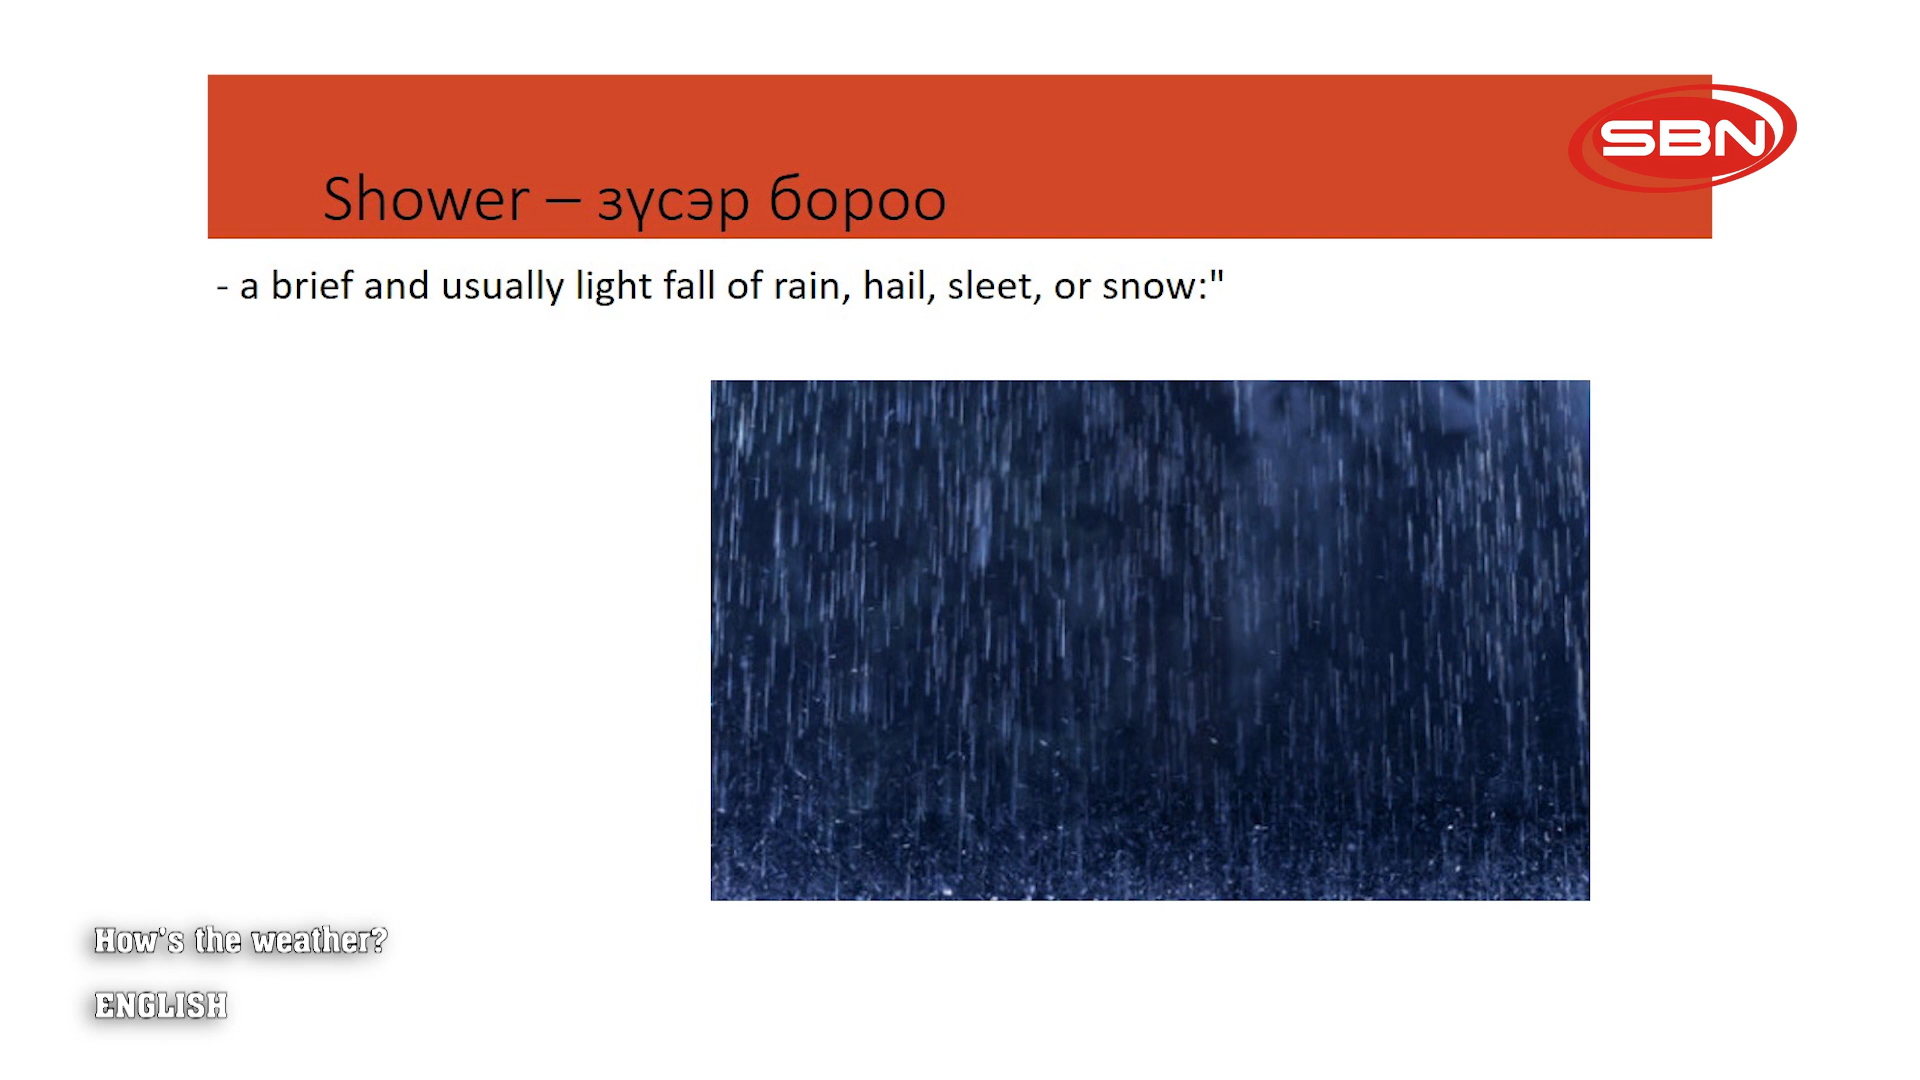 SBN
Shower – зүсэр бороо
- a brief and usually light fall of rain, hail, sleet, or snow:"
How's the weather?
ENGLISH